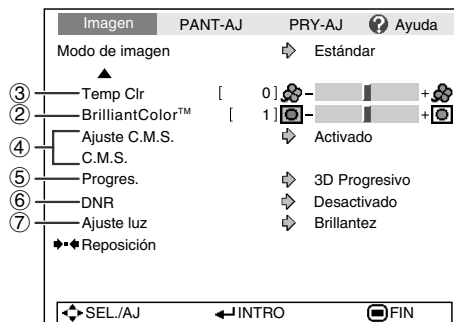 Imagen PANT-AJ PRY-AJ Ayuda
Modo de imagen Estándar
③ Temp Clr [ 0] - +
② BrilliantColor™ [ 1] - +
④ Ajuste C.M.S. Activado
C.M.S.
⑤ Progres. 3D Progresivo
⑥ DNR Desactivado
⑦ Ajuste luz Brillantez
Reposición
SEL./AJ INTRO FIN